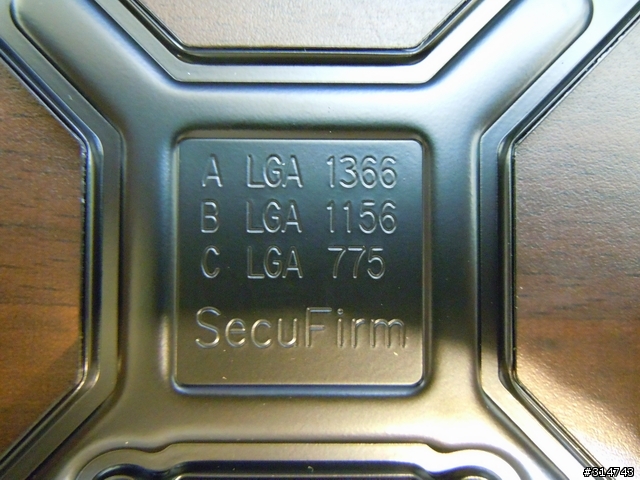 A LGA 1366
B LGA 1156
C LGA 775
SecuFirm
#314743